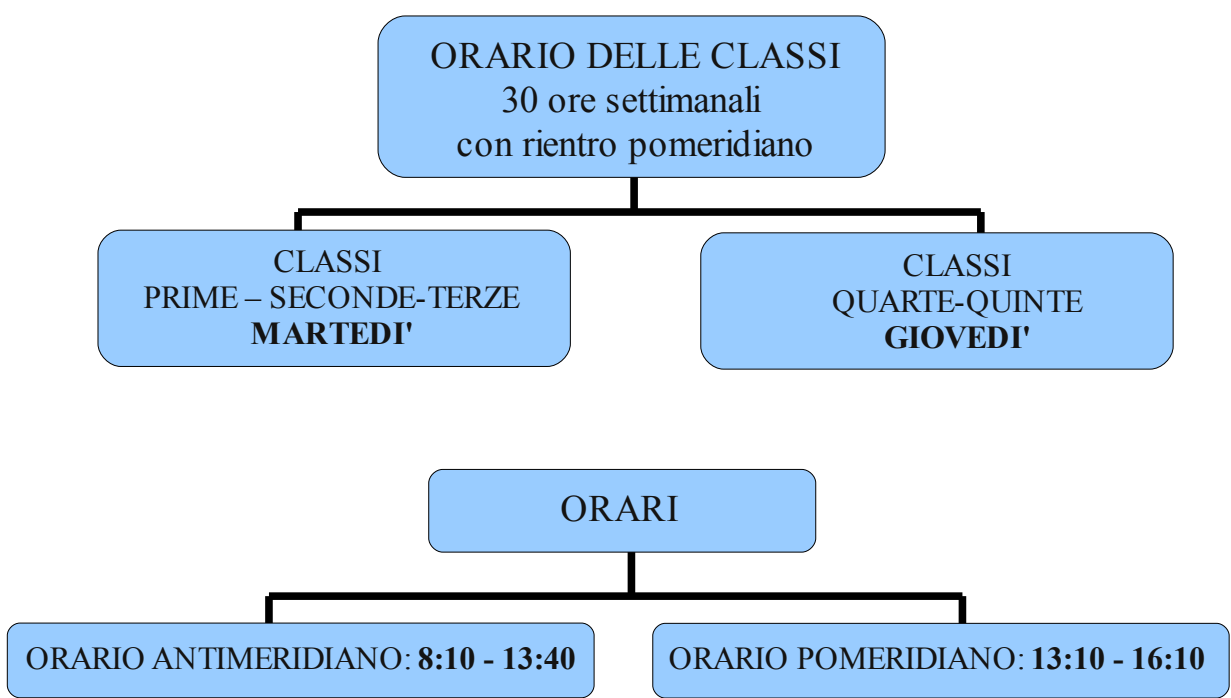 ORARIO DELLE CLASSI
30 ore settimanali
con rientro pomeridiano
CLASSI
PRIME – SECONDE-TERZE
MARTEDI'
CLASSI
QUARTE-QUINTE
GIOVEDI'
ORARI
ORARIO ANTIMERIDIANO: 8:10 - 13:40
ORARIO POMERIDIANO: 13:10 - 16:10